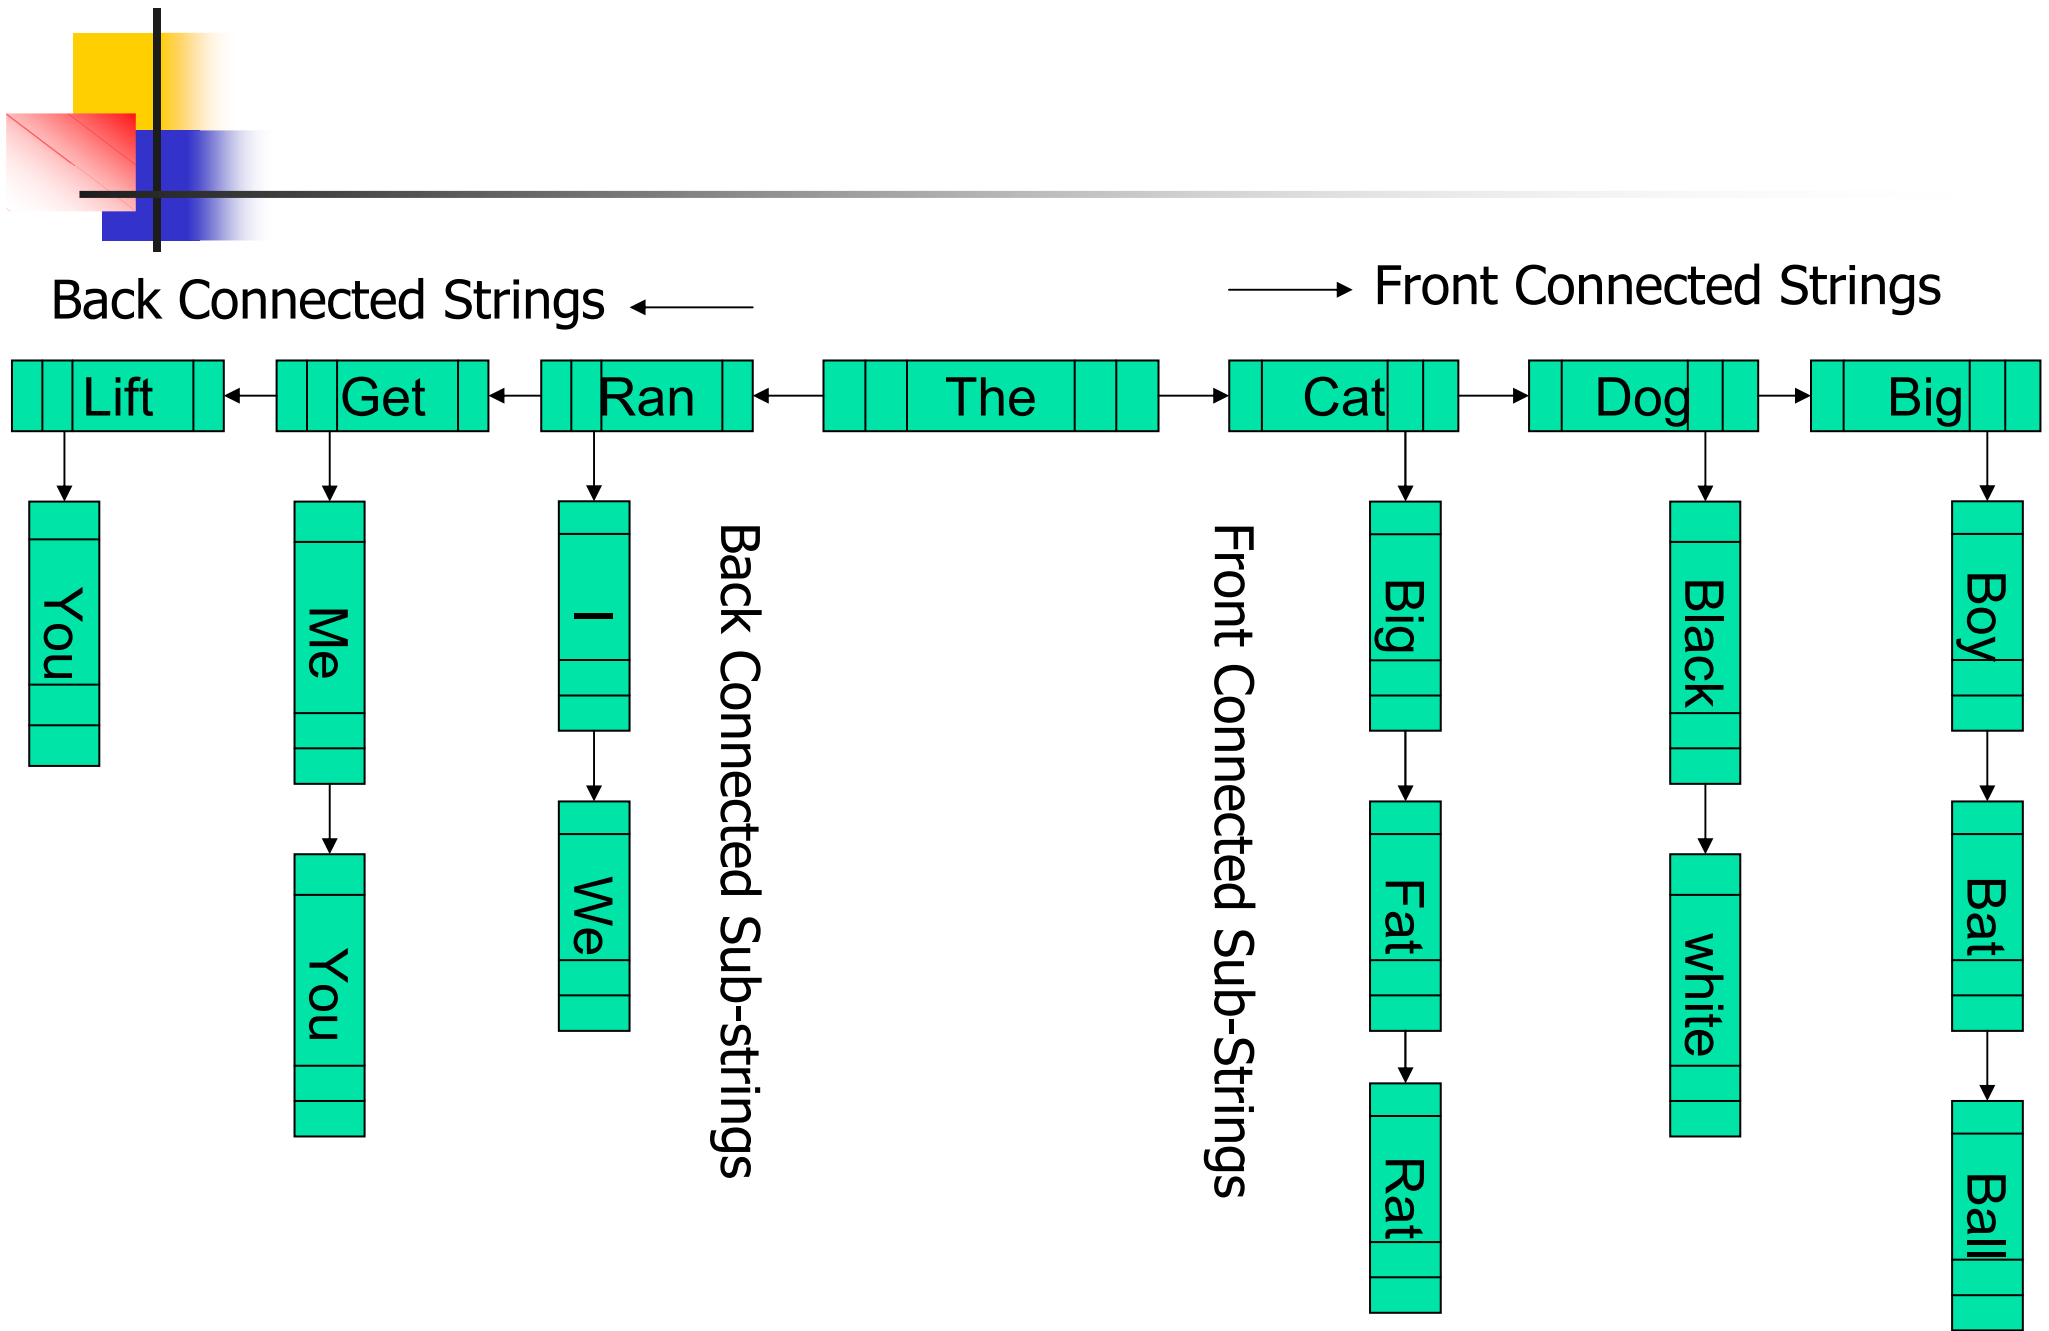 Back Connected Strings
Front Connected Strings
Lift
Get
Ran
The
Cat
Dog
Big
You
Me
You
I
We
Back Connected Sub-strings
Front Connected Sub-Strings
Big
Fat
Rat
Black
white
Boy
Bat
Ball